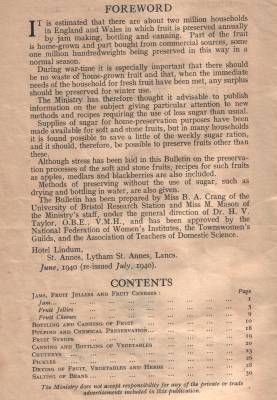 FOREWORD
IT is estimated that there are about two million households
in England and Wales in which fruit is preserved annually
by jam making, bottling and canning. Part of the fruit
is home-grown and part bought from commercial sources, some
one million hundredweights being preserved in this way in a
normal season.
During war-time it is especially important that there should
be no waste of home-grown fruit and that, when the immediate
needs of the household for fresh fruit have been met, any surplus
should be preserved for winter use.
The Ministry has therefore thought it advisable to publish
information on the subject giving particular attention to new
methods and recipes requiring the use of less sugar than usual.
Supplies of sugar for home-preservation purposes have been
made available for soft and stone fruits, but in many households
it is found possible to save a little of the weekly sugar ration,
and it should, therefore, be possible to preserve fruits other than
these.
Although stress has been laid in this Bulletin on the preserva-
tion processes of the soft and stone fruits, recipes for such fruits
as apples, medlars and blackberries are also included.
Methods of preserving without the use of sugar, such as
drying and bottling in water, are also given.
The Bulletin has been prepared by Miss B. A. Crang of the
University of Bristol Research Station and Miss M. Mason of
the Ministry's staff, under the general direction of Dr. H. V.
Taylor, O.B.E., V.M.H., and has been approved by the
National Federation of Women's Institutes, the Townswomen's
Guilds, and the Association of Teachers of Domestic Science.
Hotel Lindum,
St. Annes, Lytham St. Annes, Lancs.
June, 1940 (re-issued July, 1940).
CONTENTS
Page
JAMS, FRUIT JELLIES AND FRUIT CHEESES:
Jam 1
Fruit Jellies 5
Fruit Cheeses 9
BOTTLING AND CANNING OF FRUIT 10
PULPING AND CHEMICAL PRESERVATION 18
FRUIT SYRUPS 19
CANNING AND BOTTLING OF VEGETABLES 20
CHUTNEYS 23
PICKLES 26
DRYING OF FRUIT, VEGETABLES AND HERBS 28
SALTING OF BEANS 30
The Ministry does not accept responsibility for any of the private or trade
advertisements included in this publication.